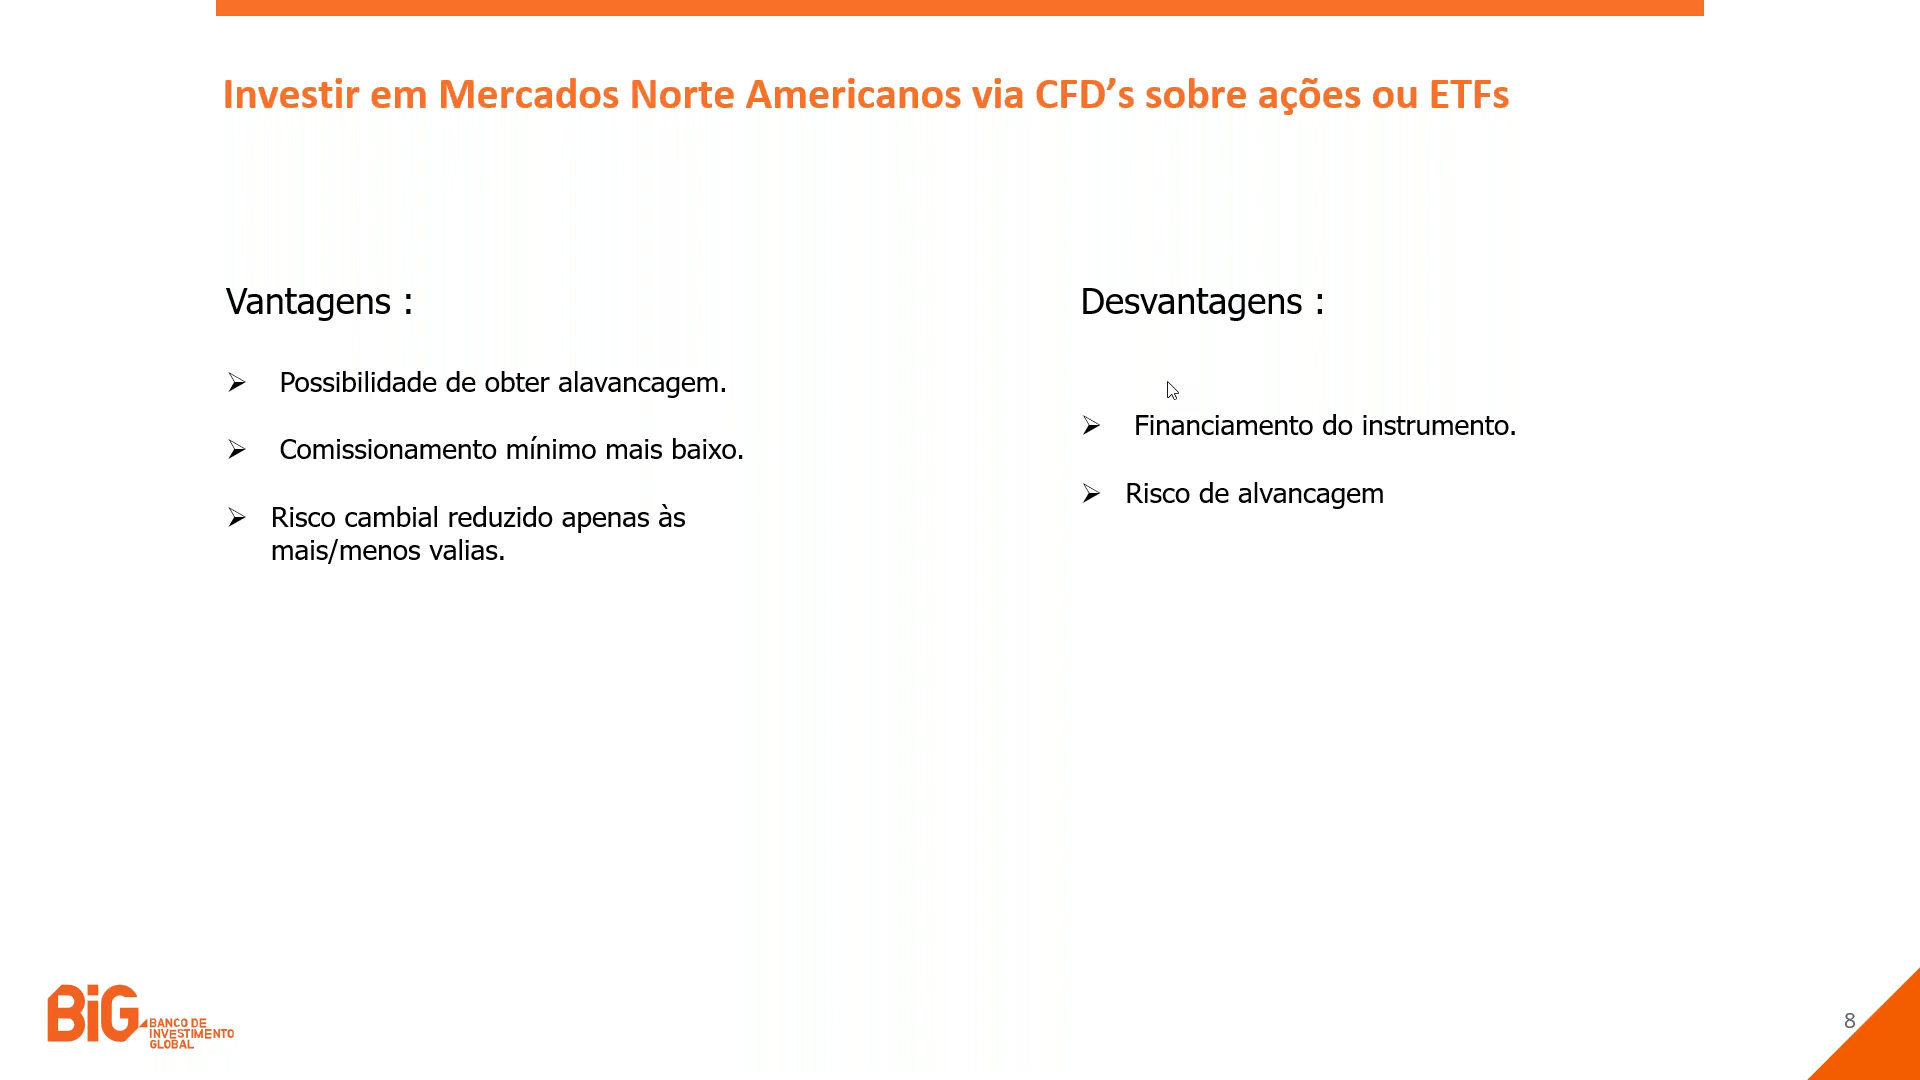 Investir em Mercados Norte Americanos via CFD’s sobre ações ou ETFs
Vantagens :
Possibilidade de obter alavancagem.
Comissionamento mínimo mais baixo.
Risco cambial reduzido apenas às
mais/menos valias.
Desvantagens :
Financiamento do instrumento.
Risco de alvancagem
BiG
BANCO DE
INVESTIMENTO
GLOBAL
8